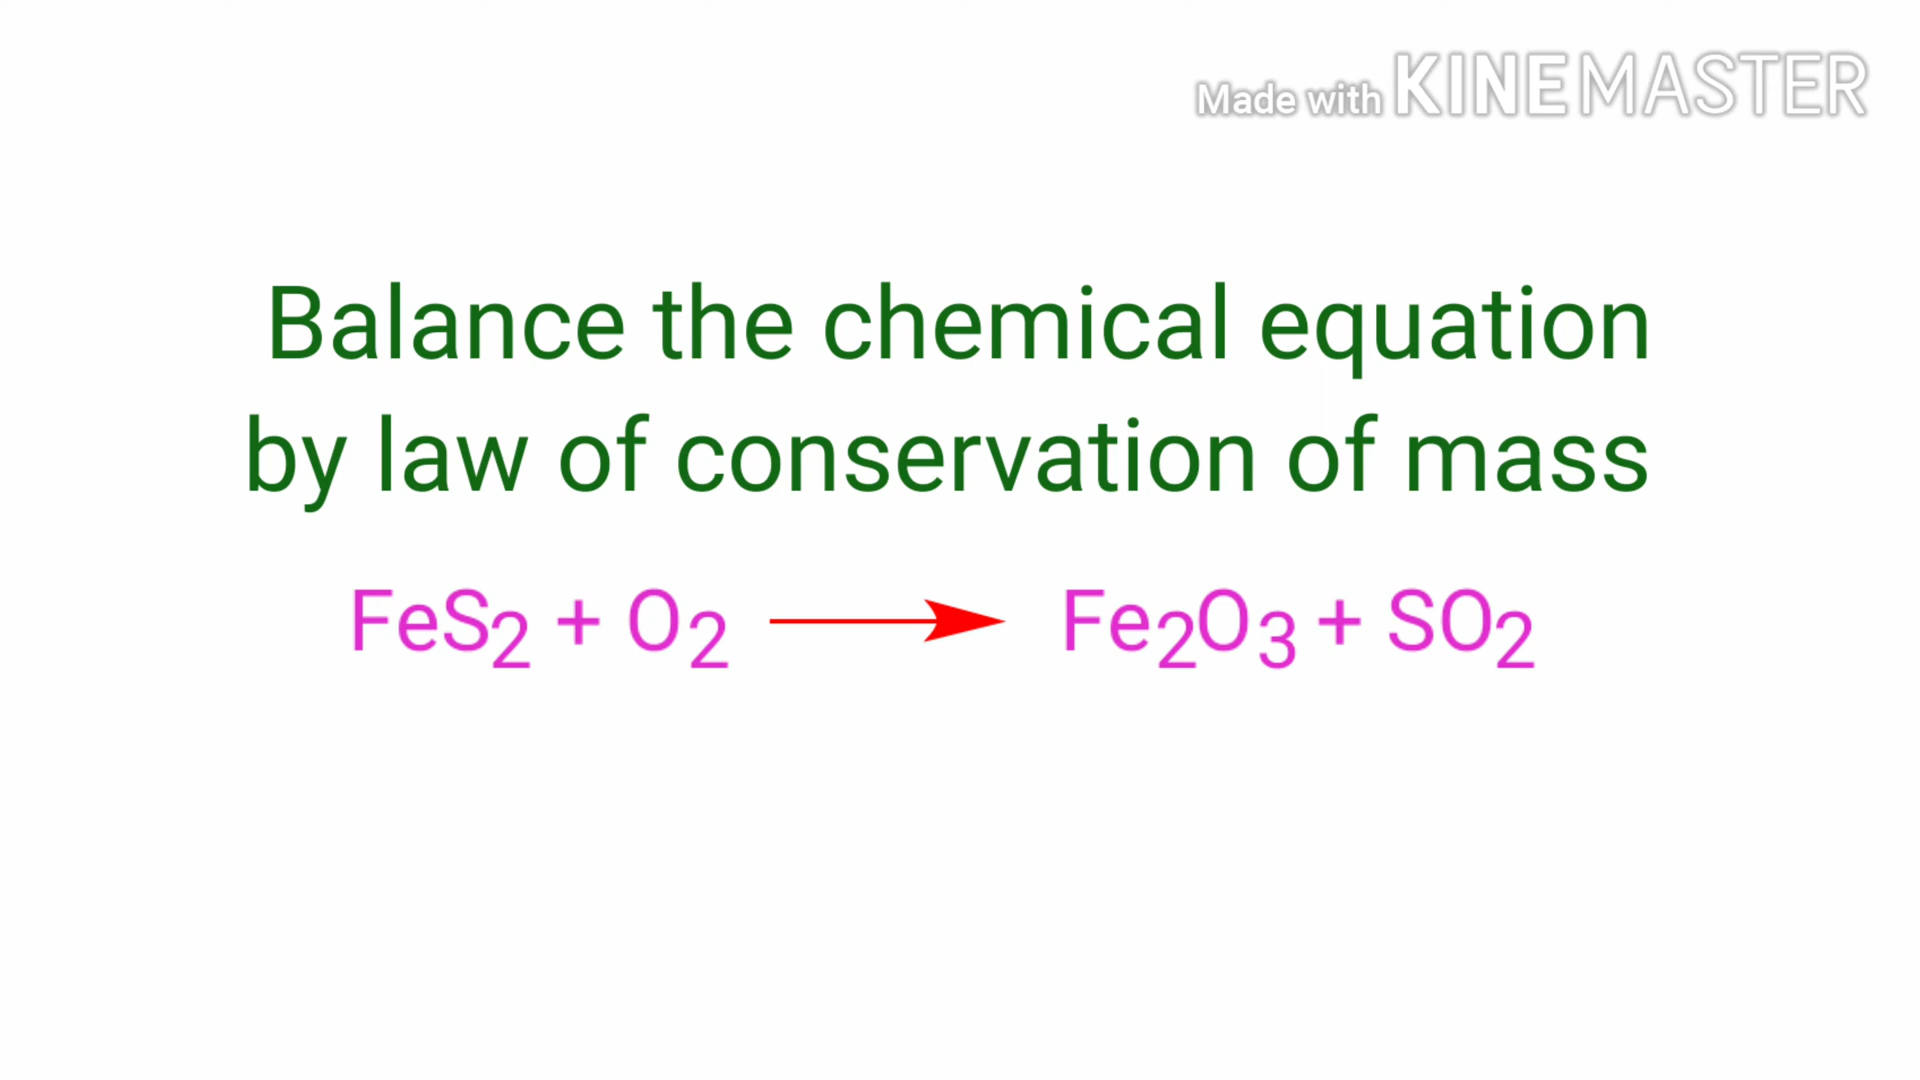 Made with KINEMASTER
Balance the chemical equation
by law of conservation of mass
FeS2 + O2 → Fe2O3 + SO2